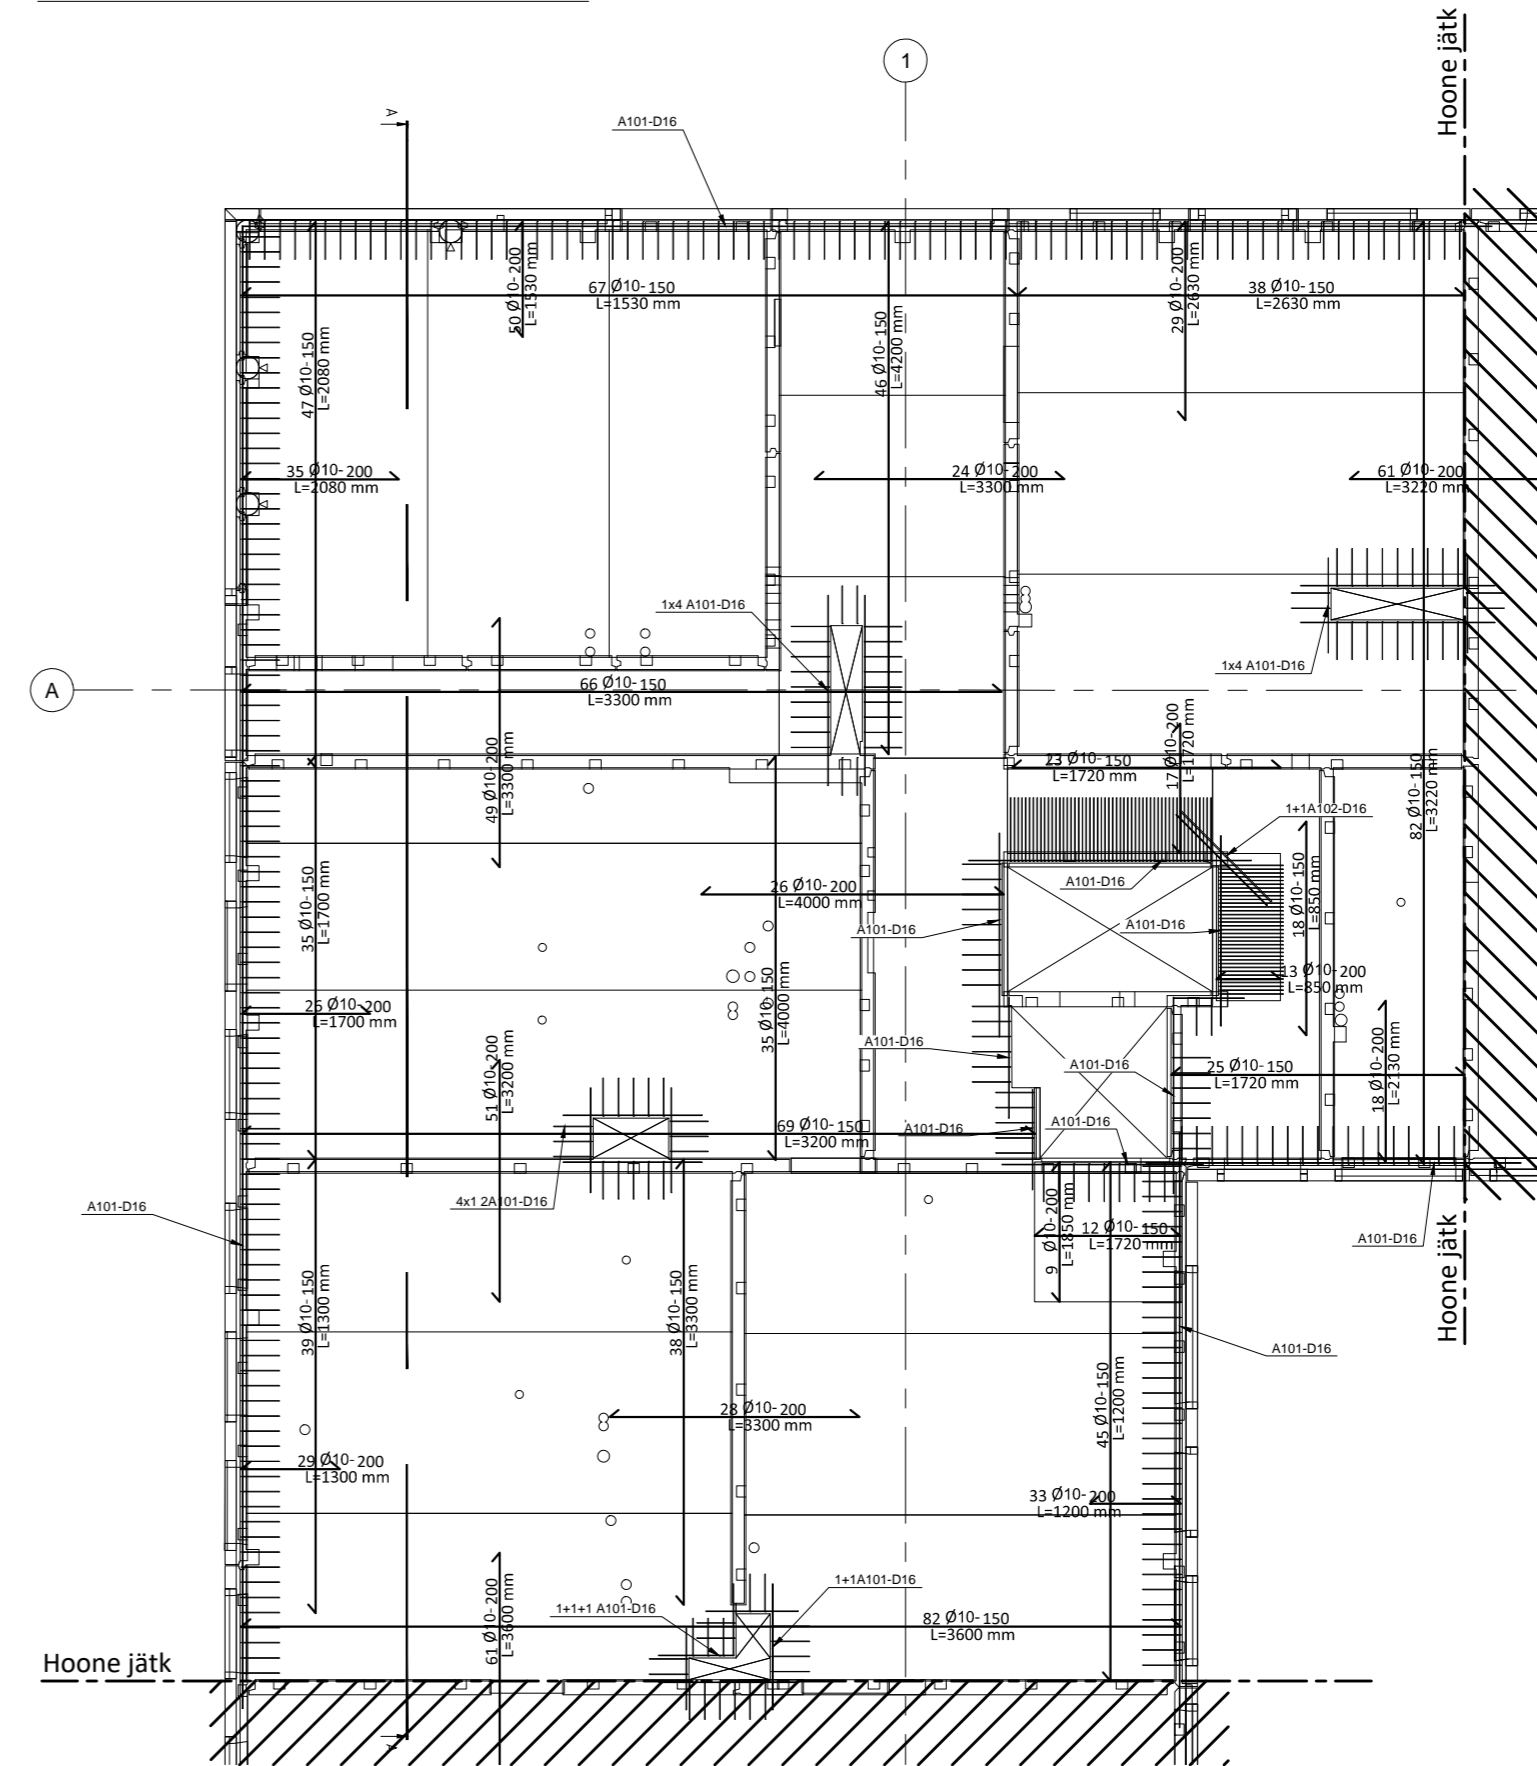 1
Hoone jätk
A
A101-D16
67 Ø10-150
L=1530 mm
50 Ø10-200
L=1530 mm
38 Ø10-150
L=2630 mm
29 Ø10-200
L=2630 mm
47 Ø10-150
L=2080 mm
46 Ø10-150
L=4200 mm
35 Ø10-200
L=2080 mm
24 Ø10-200
L=3300 mm
61 Ø10-200
L=3220 mm
1x4 A101-D16
1x4 A101-D16
A
66 Ø10-150
L=3300 mm
49 Ø10-200
L=3300 mm
23 Ø10-150
L=1720 mm
17 Ø10-200
L=1720 mm
82 Ø10-150
L=3220 mm
1+1A102-D16
A101-D16
26 Ø10-200
L=4000 mm
A101-D16
A101-D16
18 Ø10-150
L=850 mm
13 Ø10-200
L=850 mm
35 Ø10-150
L=1700 mm
26 Ø10-200
L=1700 mm
35 Ø10-150
L=4000 mm
51 Ø10-200
L=3200 mm
A101-D16
A101-D16
25 Ø10-150
L=1720 mm
18 Ø10-200
L=2130 mm
69 Ø10-150
L=3200 mm
A101-D16
A101-D16
4x1 2A101-D16
A101-D16
9 Ø10-200
L=1850 mm
12 Ø10-150
L=1720 mm
A101-D16
Hoone jätk
39 Ø10-150
L=1300 mm
38 Ø10-150
L=3300 mm
A101-D16
28 Ø10-200
L=3300 mm
45 Ø10-150
L=1200 mm
29 Ø10-200
L=1300 mm
33 Ø10-200
L=1200 mm
1+1A101-D16
1+1+1 A101-D16
61 Ø10-200
L=3600 mm
82 Ø10-150
L=3600 mm
Hoone jätk
A